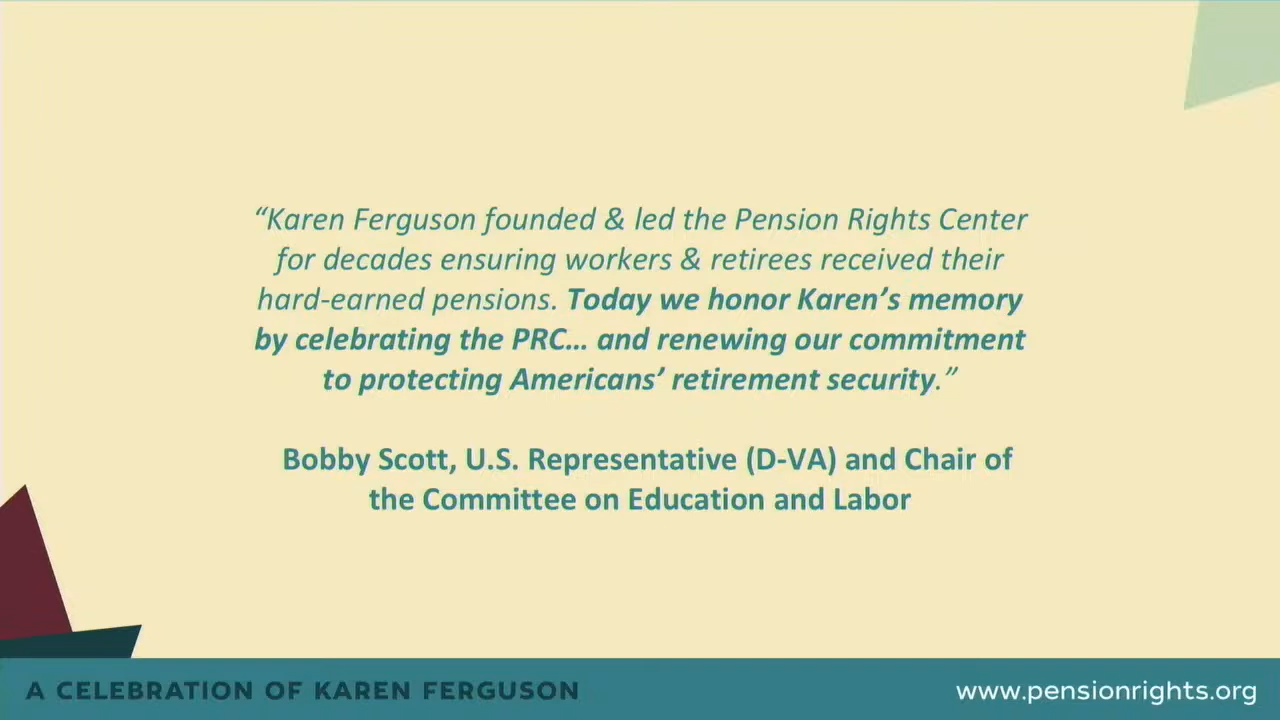 “Karen Ferguson founded & led the Pension Rights Center
for decades ensuring workers & retirees received their
hard-earned pensions. Today we honor Karen’s memory
by celebrating the PRC… and renewing our commitment
to protecting Americans’ retirement security.”
Bobby Scott, U.S. Representative (D-VA) and Chair of
the Committee on Education and Labor
A CELEBRATION OF KAREN FERGUSON
www.pensionrights.org